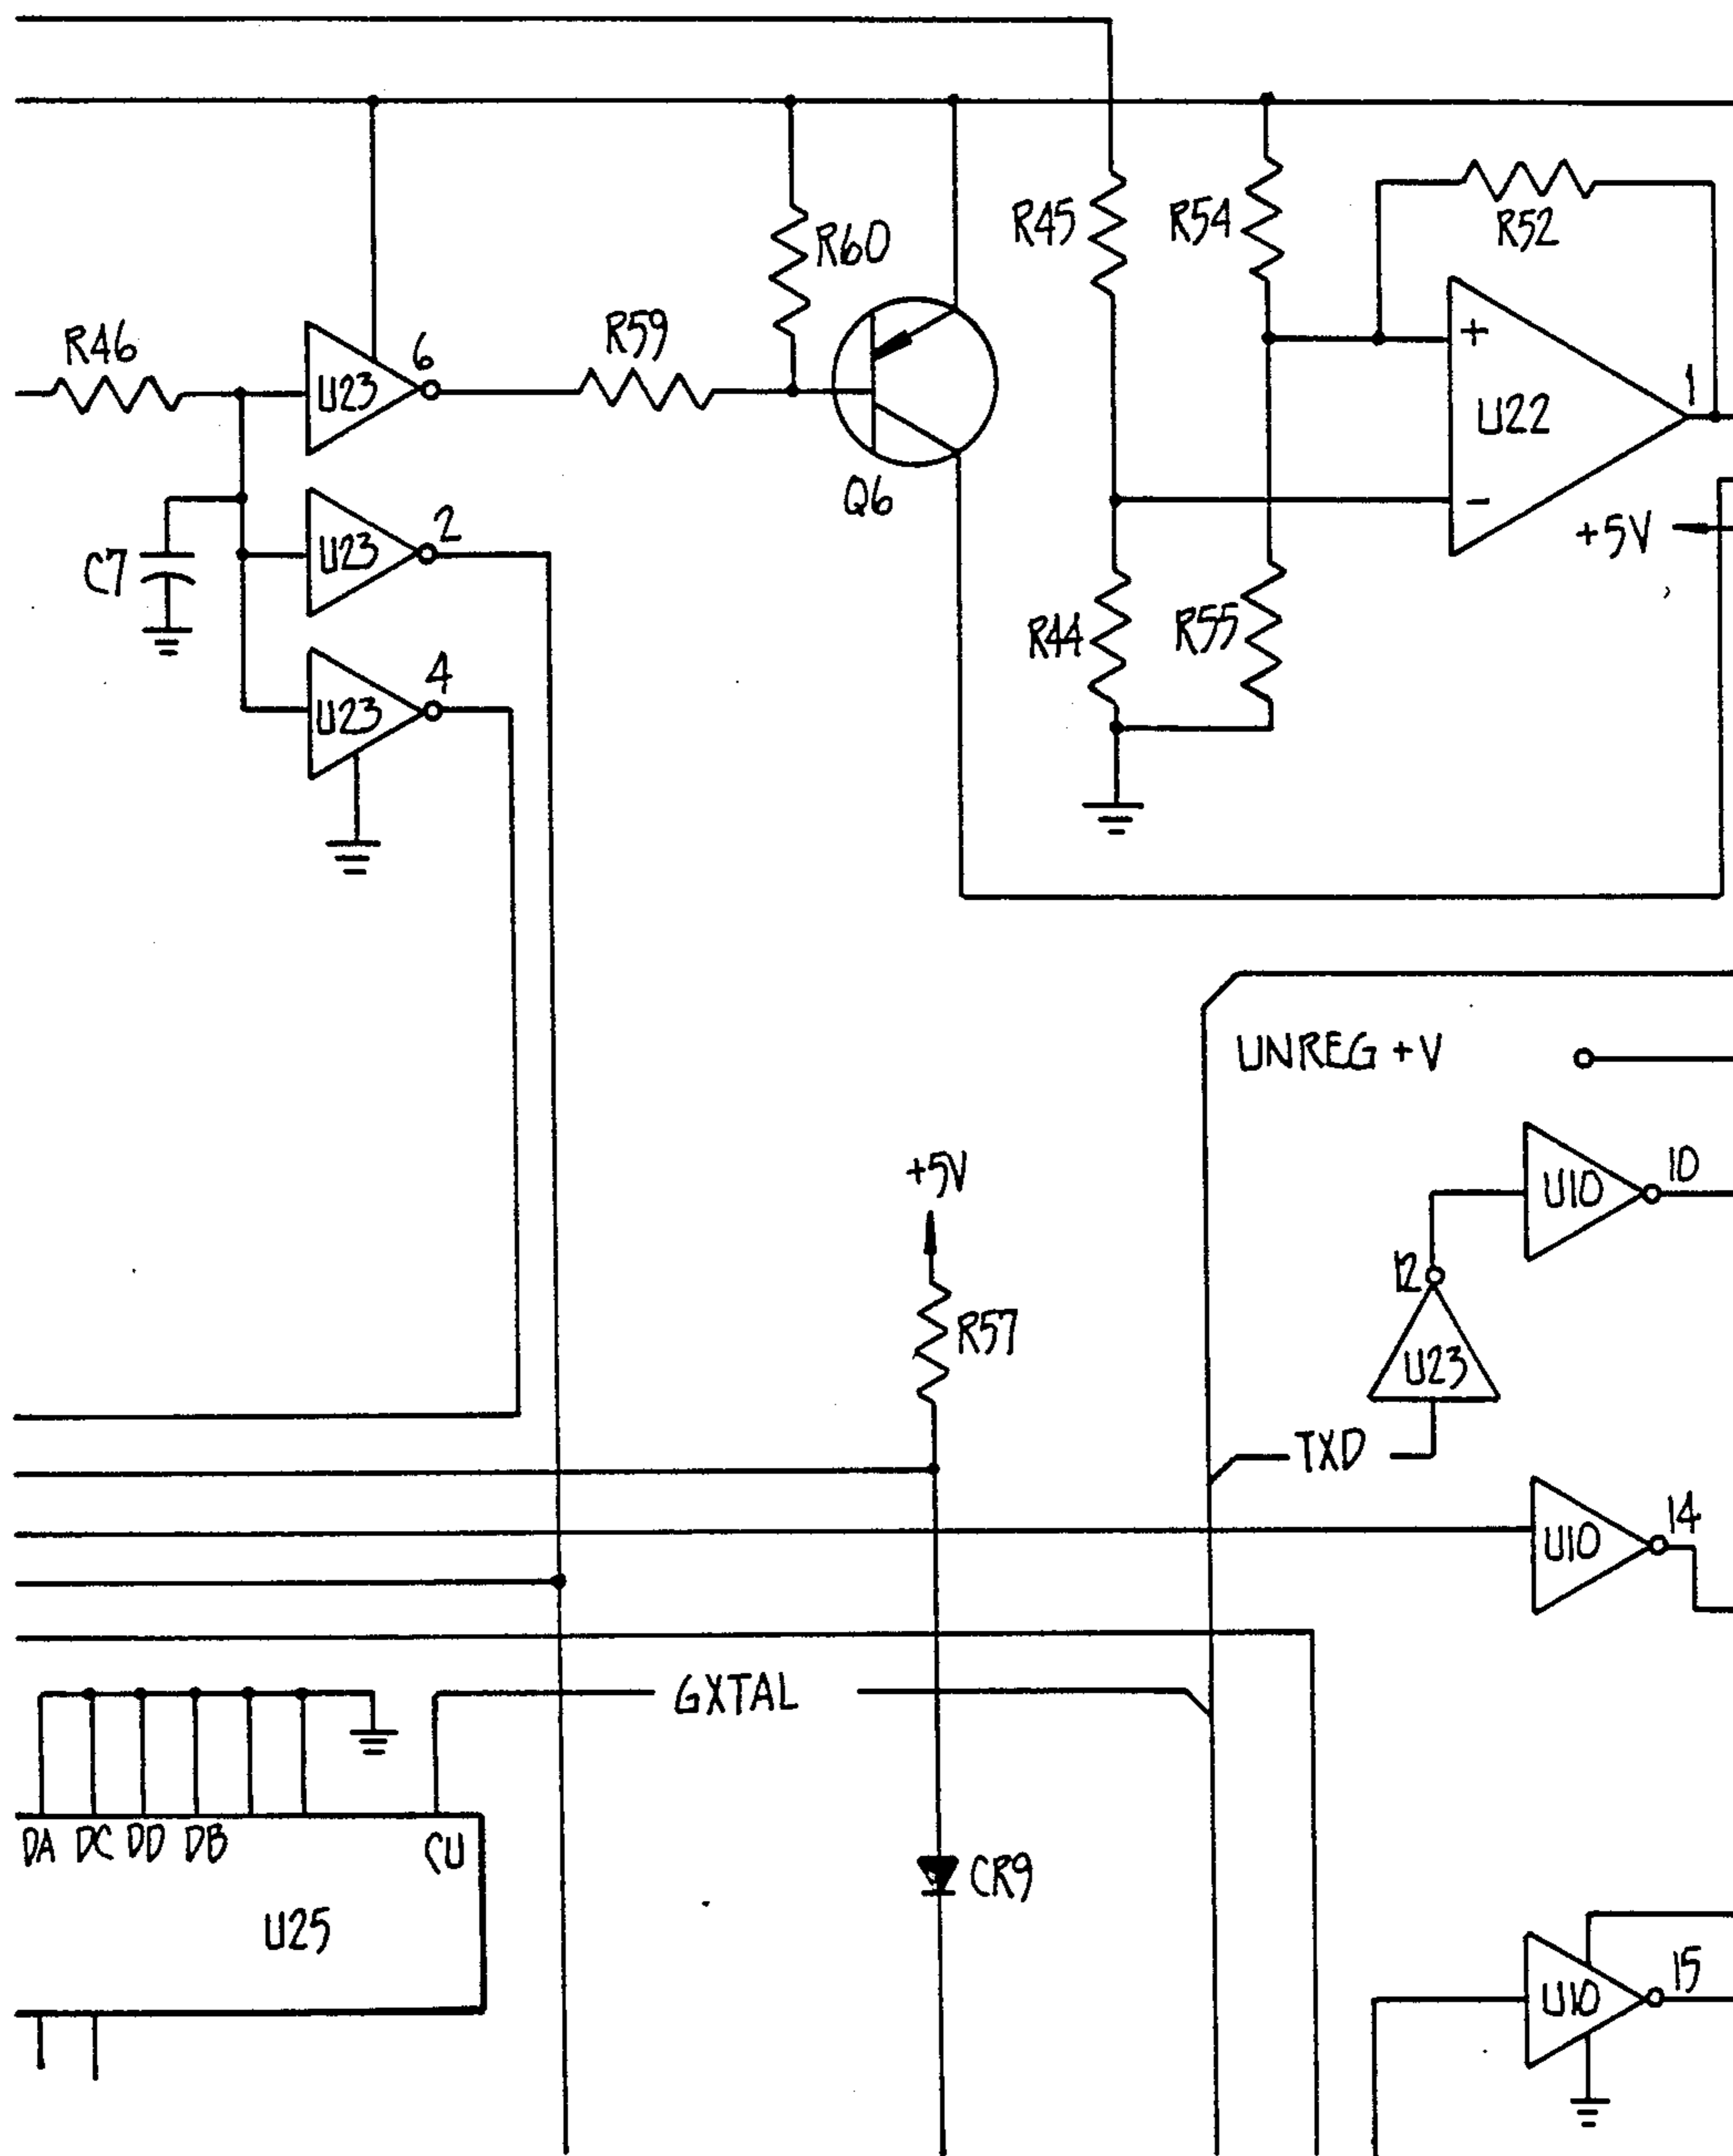 R60
R45
R54
R52
R46
6
R59
+
U23
1
U22
Q6
2
-
+5V
U23
C7
R44
R55
4
U23
UNREG +V
+5V
10
U10
12
R57
U23
TXD
14
U10
GXTAL
DA DC DD DB CU
CR9
U25
15
U10